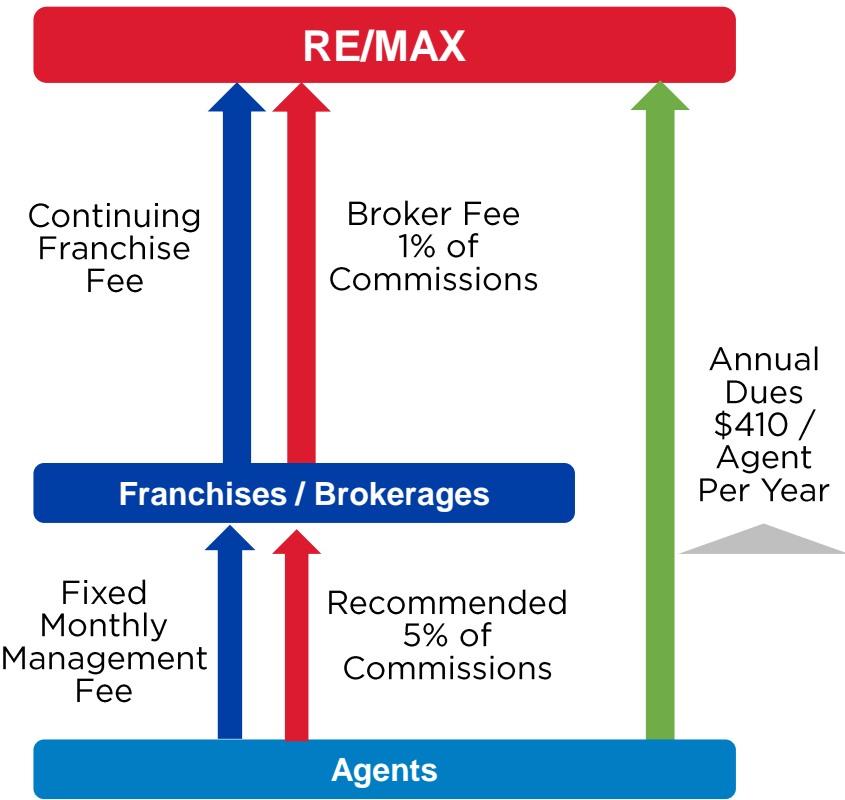 RE/MAX
Continuing
Franchise
Fee
Broker Fee
1% of
Commissions
Annual
Dues
$410 /
Agent
Per Year
Franchises / Brokerages
Fixed
Monthly
Management
Fee
Recommended
5% of
Commissions
Agents